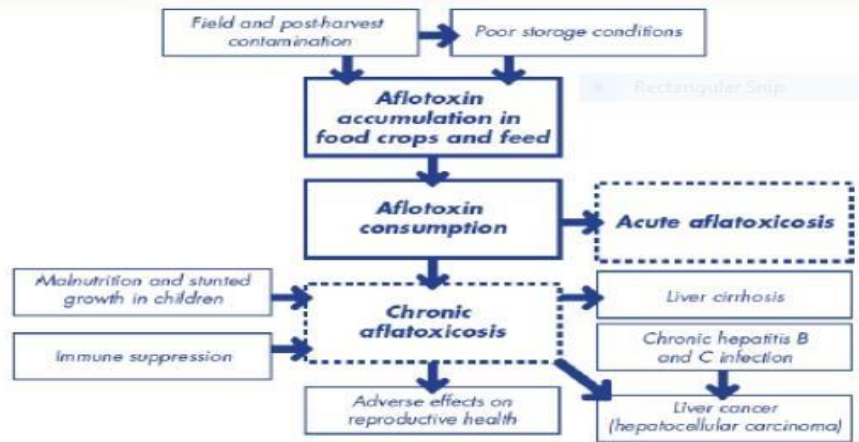 Field and post-harvest
contamination
Poor storage conditions
Rectangular Snip
Aflotoxin
accumulation in
food crops and feed
Aflotoxin
consumption
Acute aflatoxicosis
Malnutrition and stunted
growth in children
Chronic
aflatoxicosis
Liver cirrhosis
Immune suppression
Chronic hepatitis B
and C infection
Adverse effects on
reproductive health
Liver cancer
(hepatocellular carcinoma)